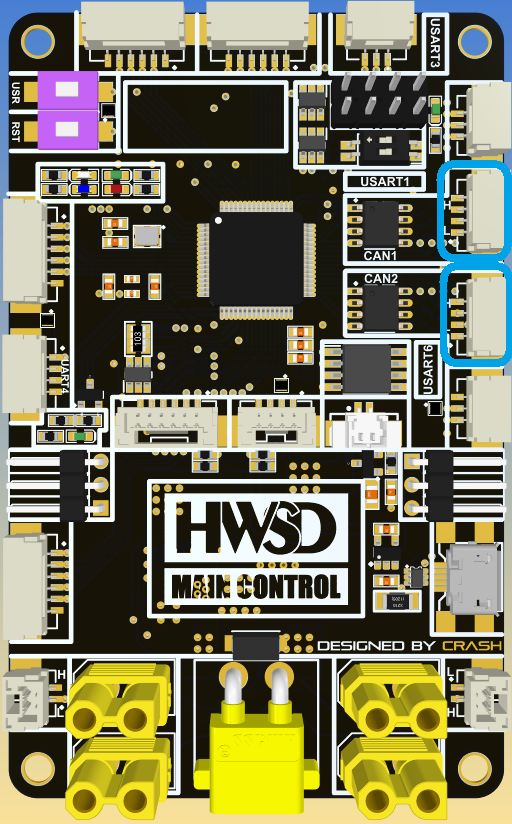 USART3
USR
RST
USART1
CAN1
CAN2
103
UART4
USART6
HWSD
MAIN CONTROL
DESIGNED BY CRASH
H
L
L
H